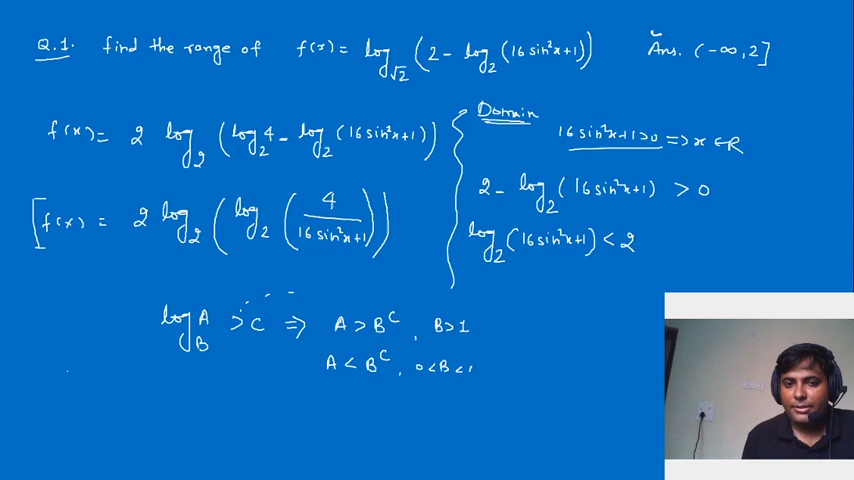 Q.1. find the range of f(x) = log_√2 (2 - log_2 (16 sin²x+1)) Ans. (-∞, 2]
f(x) = 2 log_2 (log_2 4 - log_2 (16 sin²x+1))
f(x) = 2 log_2 (log_2 (4 / 16 sin²x+1))
Domain
16 sin²x+1 > 0 => x ∈ R
2 - log_2 (16 sin²x+1) > 0
log_2 (16 sin²x+1) < 2
log_B A > C => A > B^C , B > 1
A < B^C , 0 < B < 1